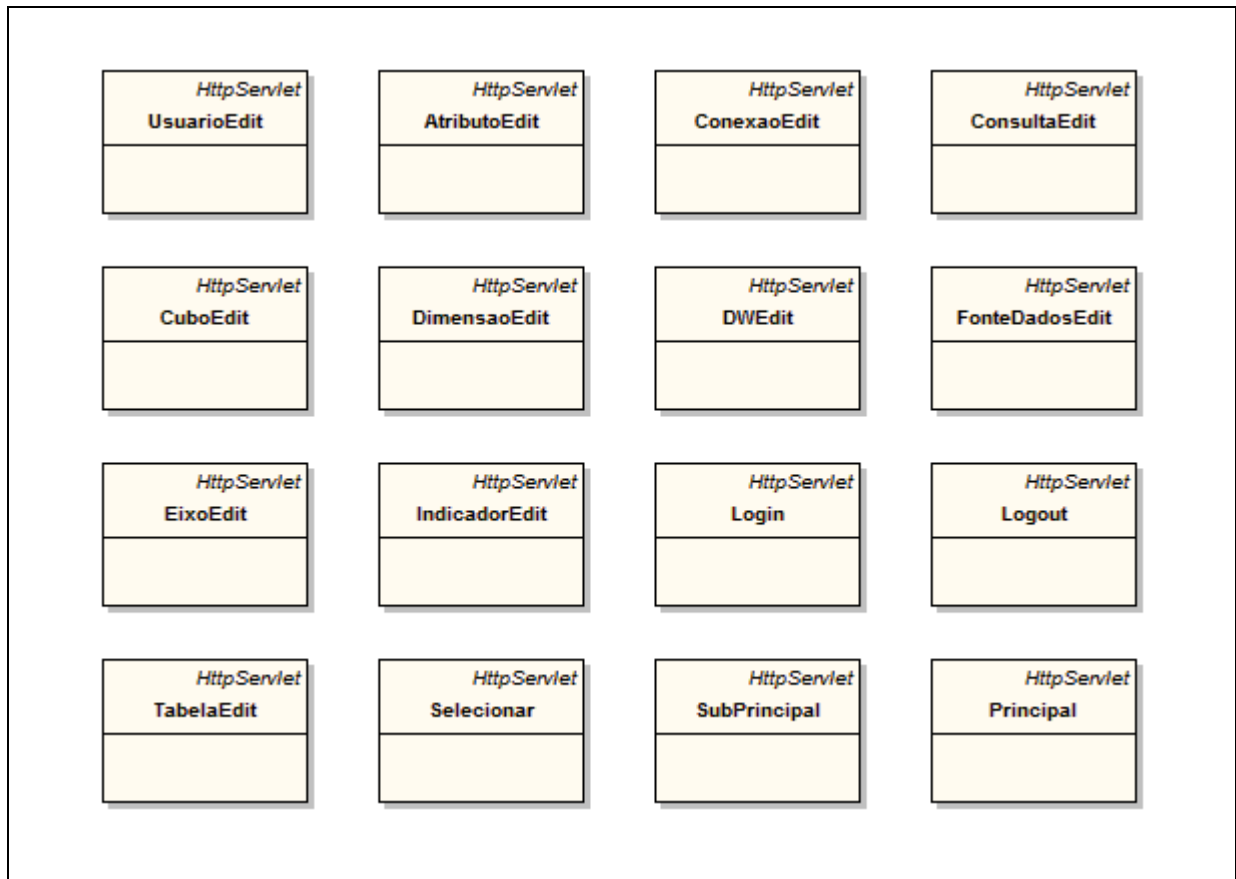 HttpServlet
UsuarioEdit
HttpServlet
AtributoEdit
HttpServlet
ConexaoEdit
HttpServlet
ConsultaEdit
HttpServlet
CuboEdit
HttpServlet
DimensaoEdit
HttpServlet
DWEdit
HttpServlet
FonteDadosEdit
HttpServlet
EixoEdit
HttpServlet
IndicadorEdit
HttpServlet
Login
HttpServlet
Logout
HttpServlet
TabelaEdit
HttpServlet
Selecionar
HttpServlet
SubPrincipal
HttpServlet
Principal